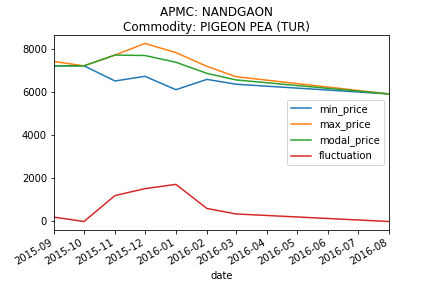 APMC: NANDGAON
Commodity: PIGEON PEA (TUR)
8000
6000
4000
2000
0
min_price
max_price
modal_price
fluctuation
2015-09
2015-10
2015-11
2015-12
2016-01
2016-02
2016-03
2016-04
2016-05
2016-06
2016-07
2016-08
date